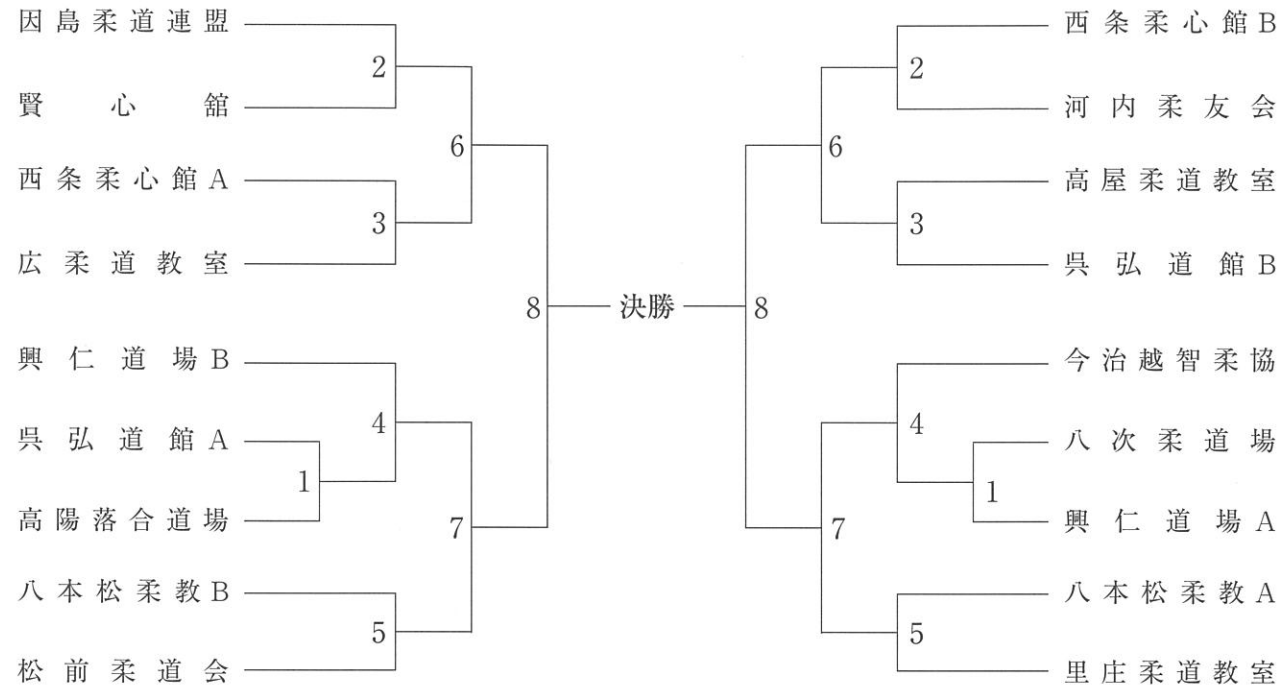 因島柔道連盟
2
賢心舘
6
西条柔心館A
3
広柔道教室
8
興仁道場B
4
呉弘道館A
1
高陽落合道場
7
八本松柔教B
5
松前柔道会
決勝
西条柔心館B
2
河内柔友会
6
高屋柔道教室
3
呉弘道館B
8
今治越智柔協
4
八次柔道場
1
興仁道場A
7
八本松柔教A
5
里庄柔道教室